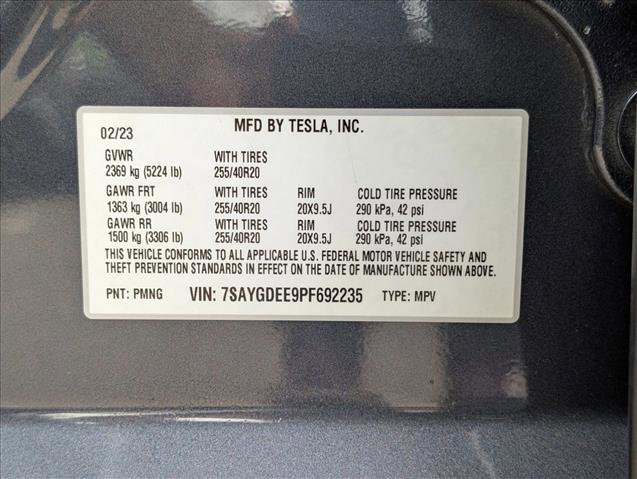 02/23 MFD BY TESLA, INC.
GVWR WITH TIRES
2369 kg (5224 lb) 255/40R20
GAWR FRT WITH TIRES RIM COLD TIRE PRESSURE
1363 kg (3004 lb) 255/40R20 20X9.5J 290 kPa, 42 psi
GAWR RR WITH TIRES RIM COLD TIRE PRESSURE
1500 kg (3306 lb) 255/40R20 20X9.5J 290 kPa, 42 psi
THIS VEHICLE CONFORMS TO ALL APPLICABLE U.S. FEDERAL MOTOR VEHICLE SAFETY AND
THEFT PREVENTION STANDARDS IN EFFECT ON THE DATE OF MANUFACTURE SHOWN ABOVE.
PNT: PMNG VIN: 7SAYGDEE9PF692235 TYPE: MPV